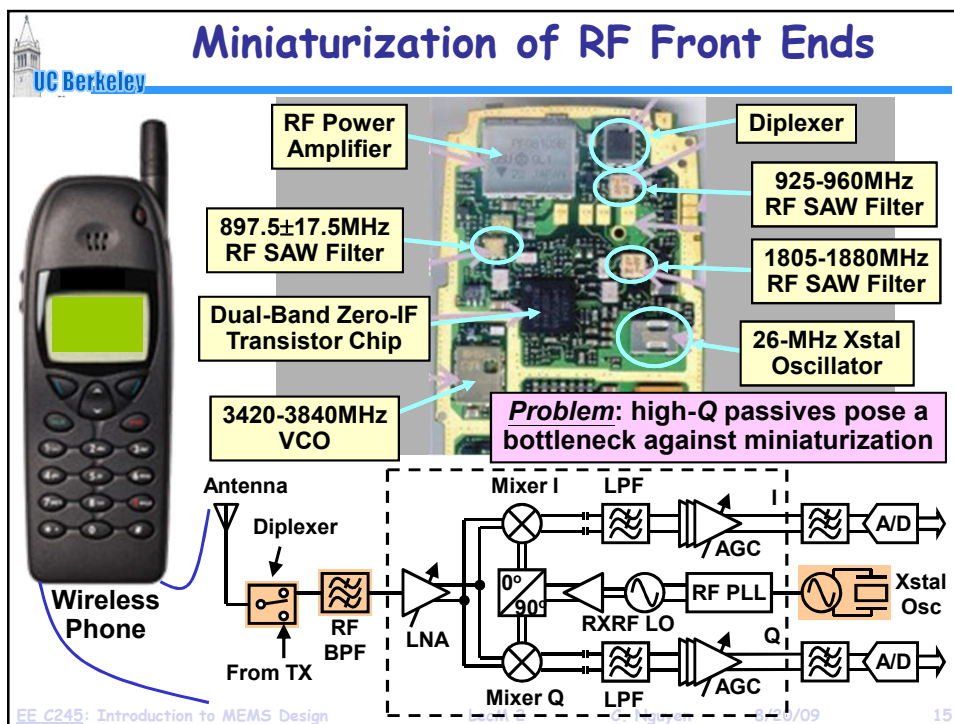 Miniaturization of RF Front Ends
UC Berkeley
RF Power
Amplifier
Diplexer
925-960MHz
RF SAW Filter
897.5±17.5MHz
RF SAW Filter
1805-1880MHz
RF SAW Filter
Dual-Band Zero-IF
Transistor Chip
26-MHz Xstal
Oscillator
3420-3840MHz
VCO
Problem: high-Q passives pose a
bottleneck against miniaturization
Antenna
Mixer I
LPF
I
Diplexer
AGC
A/D
0°
90°
RF PLL
Xstal
Osc
Wireless
Phone
RF
BPF
LNA
RXRF LO
Q
From TX
A/D
Mixer Q
LPF
AGC
EE C245: Introduction to MEMS Design
LecM 2
C. Nguyen
8/20/09
15